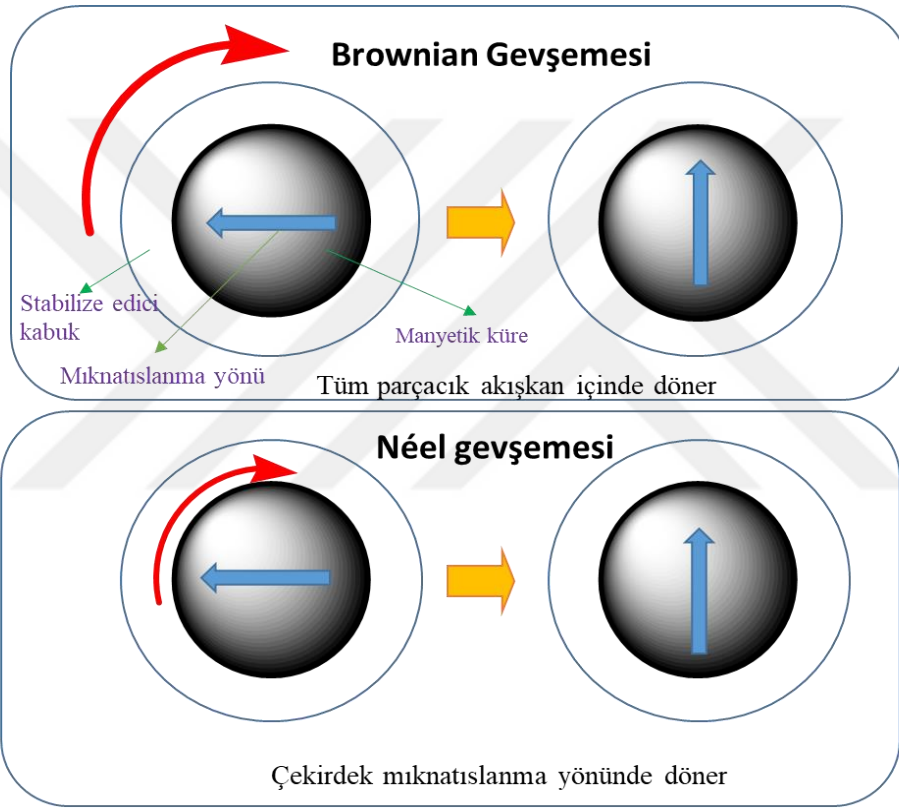 Brownian Gevşemesi
Stabilize edici
kabuk
Manyetik küre
Mıknatıslanma yönü
Tüm parçacık akışkan içinde döner
Néel gevşemesi
Çekirdek mıknatıslanma yönünde döner